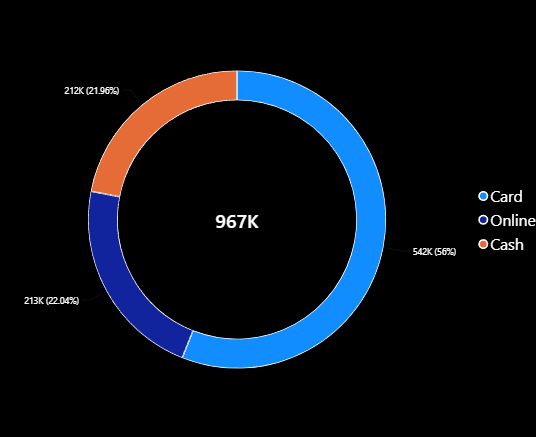 212K (21.96%)
967K
Card
Online
Cash
542K (56%)
213K (22.04%)